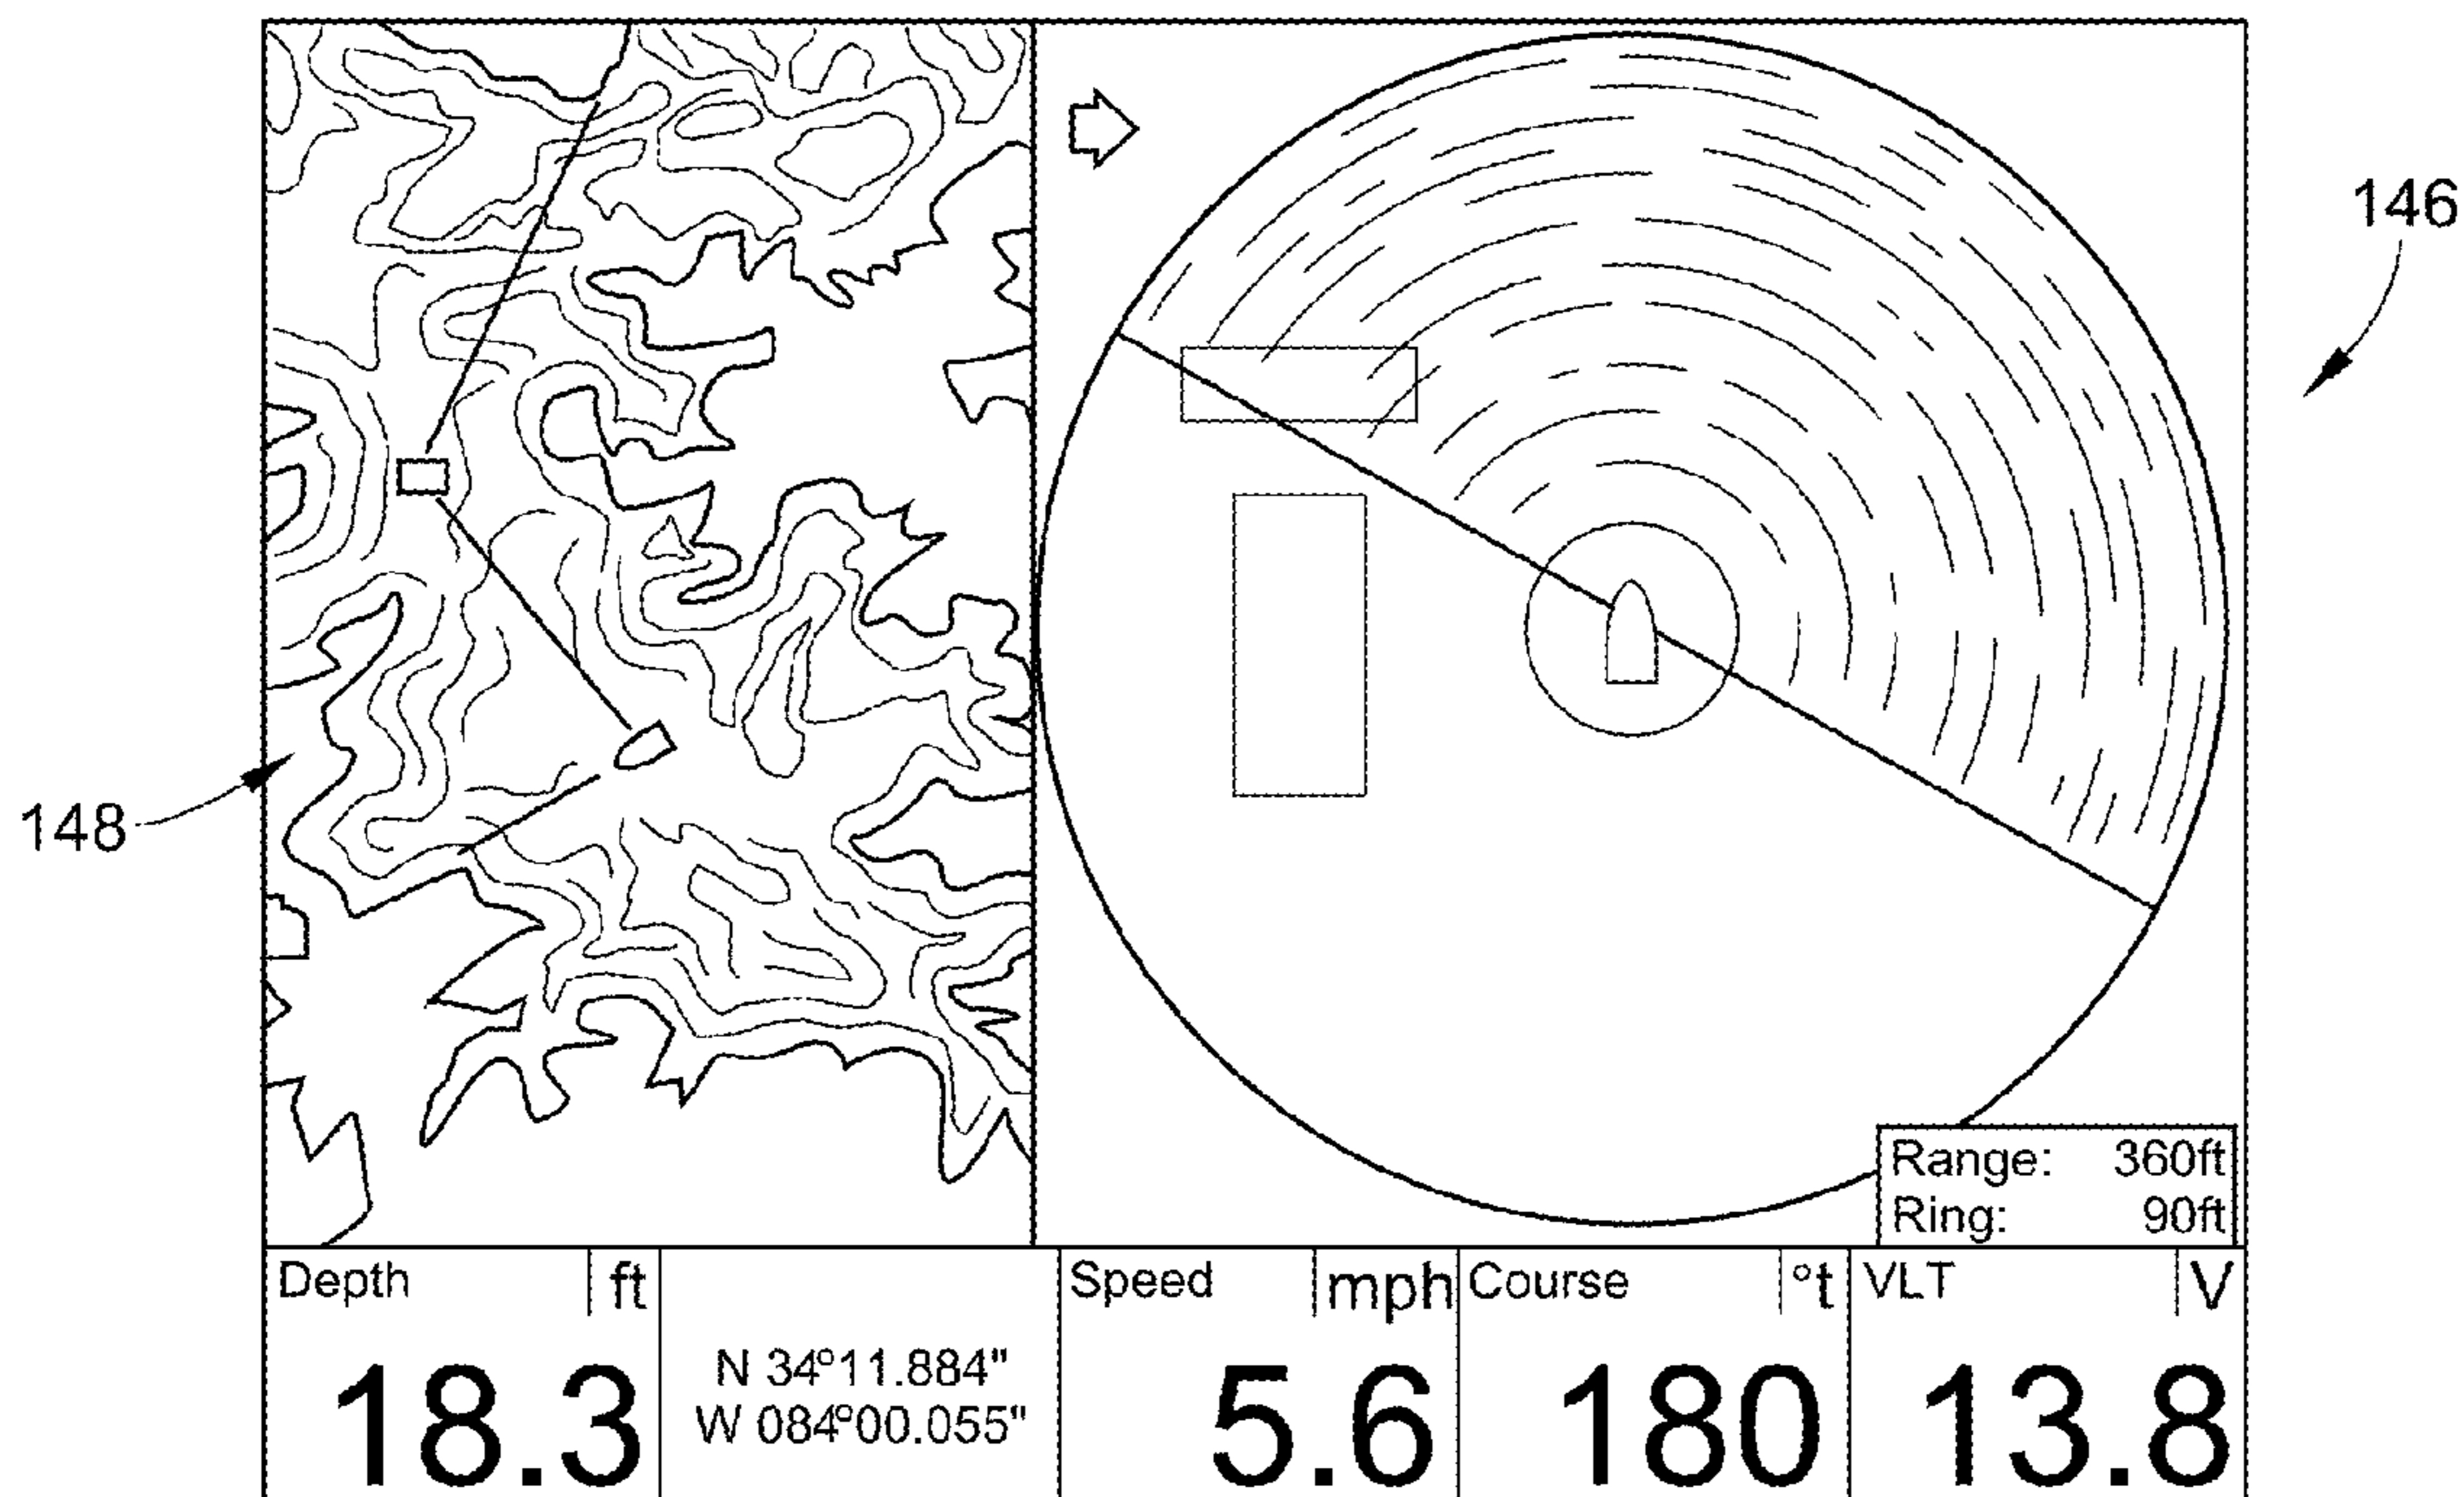 146
148
Range: 360ft
Ring: 90ft
Depth ft
18.3
N 34°11.884"
W 084°00.055"
Speed mph
5.6
Course °t
180
VLT V
13.8